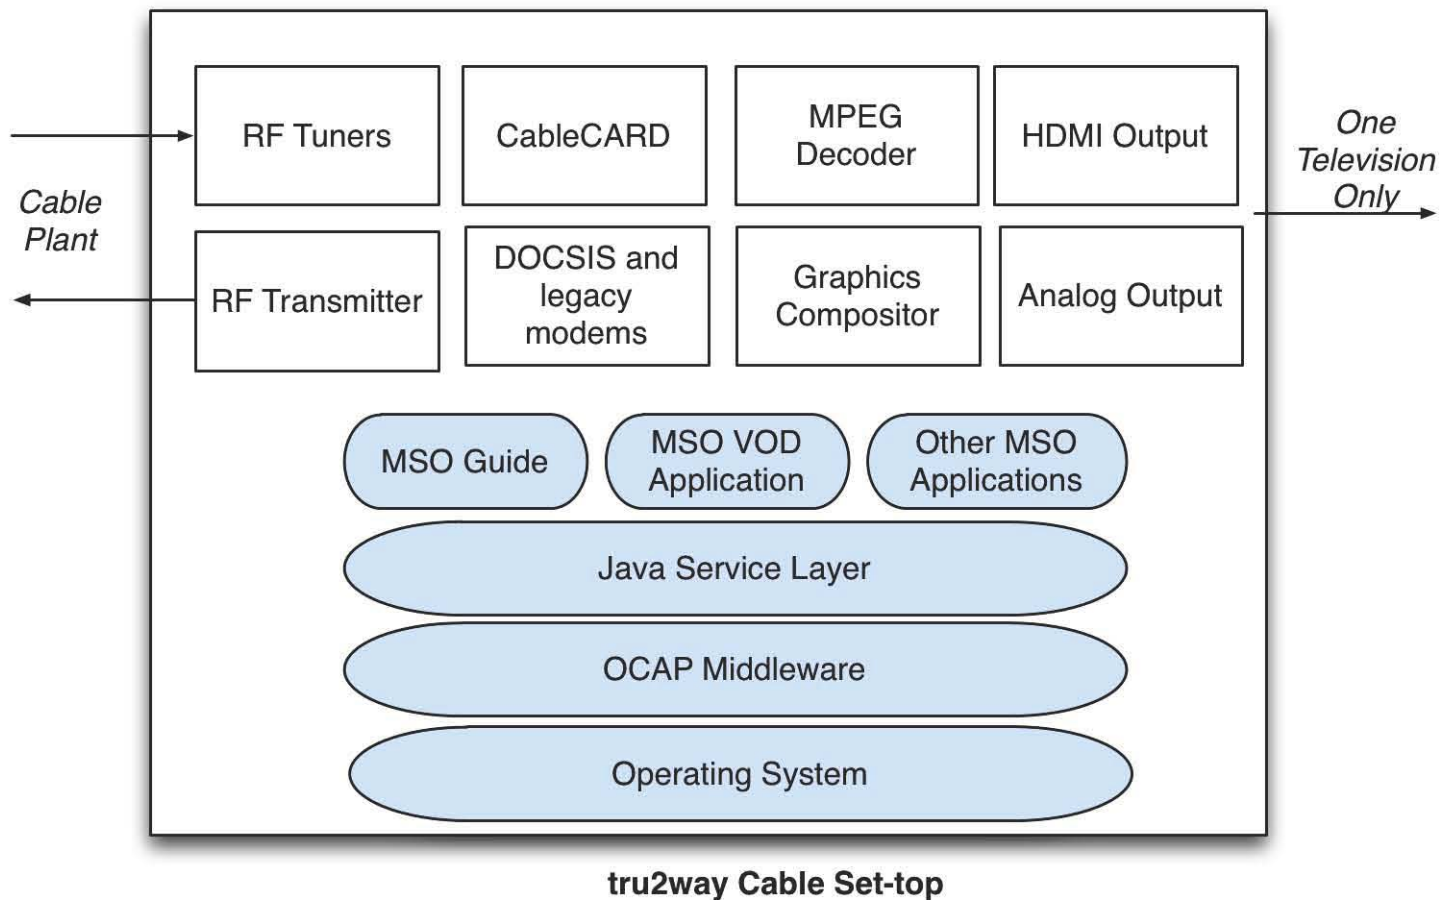 RF Tuners
CableCARD
MPEG
Decoder
HDMI Output
One
Television
Only
Cable
Plant
RF Transmitter
DOCSIS and
legacy
modems
Graphics
Compositor
Analog Output
MSO Guide
MSO VOD
Application
Other MSO
Applications
Java Service Layer
OCAP Middleware
Operating System
tru2way Cable Set-top